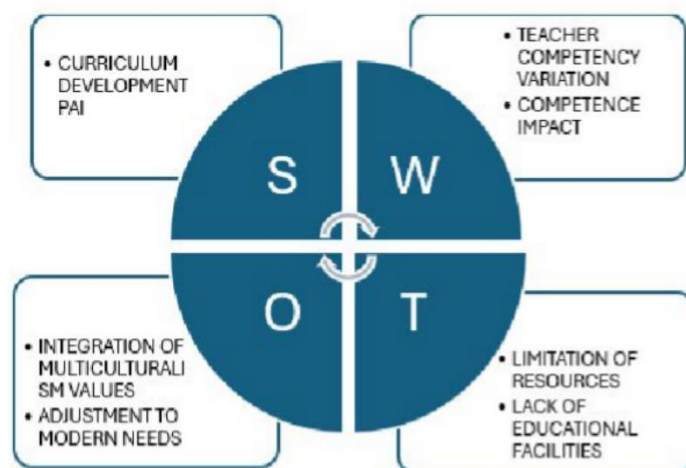 • CURRICULUM
DEVELOPMENT
PAI
• TEACHER
COMPETENCY
VARIATION
• COMPETENCE
IMPACT
S
W
O
T
• INTEGRATION OF
MULTICULTURALI
SM VALUES
• ADJUSTMENT TO
MODERN NEEDS
• LIMITATION OF
RESOURCES
• LACK OF
EDUCATIONAL
FACILITIES